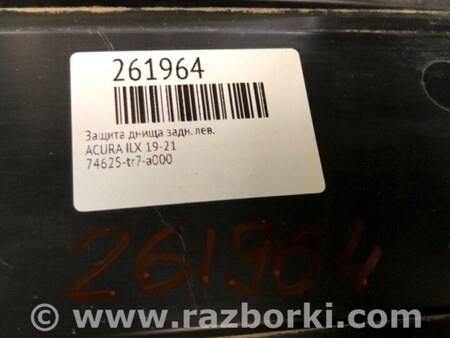 261964
Защита днища задн.лев.
ACURA ILX 19-21
74625-tr7-a000
261964
www.razborki.com